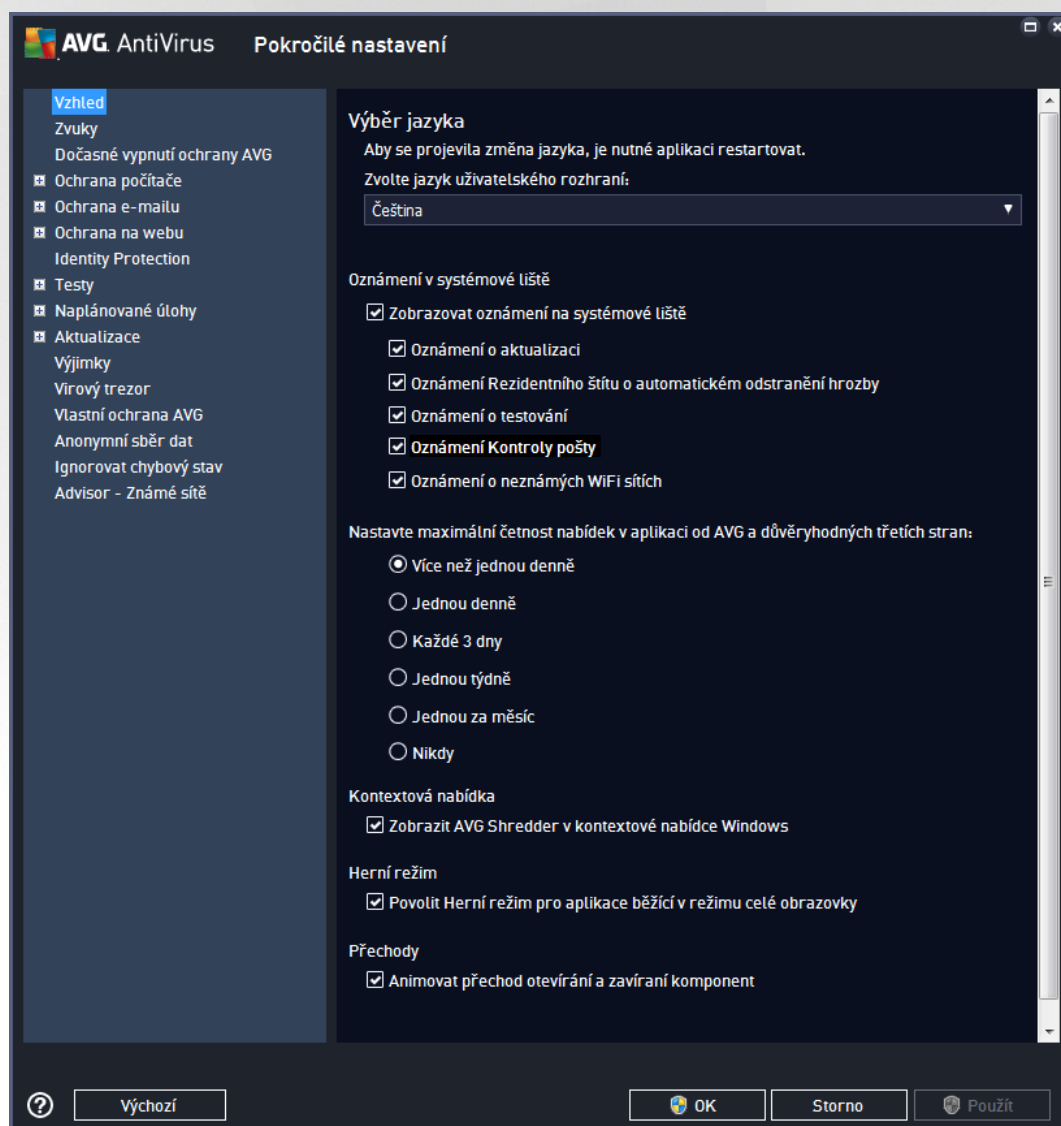 AVG. AntiVirus Pokročilé nastavení
Vzhled
Zvuky
Dočasné vypnutí ochrany AVG
Ochrana počítače
Ochrana e-mailu
Ochrana na webu
Identity Protection
Testy
Naplánované úlohy
Aktualizace
Výjimky
Virový trezor
Vlastní ochrana AVG
Anonymní sběr dat
Ignorovat chybový stav
Advisor - Známé sítě
Výběr jazyka
Aby se projevila změna jazyka, je nutné aplikaci restartovat.
Zvolte jazyk uživatelského rozhraní:
Čeština
Oznámení v systémové liště
Zobrazovat oznámení na systémové liště
Oznámení o aktualizaci
Oznámení Rezidentního štítu o automatickém odstranění hrozby
Oznámení o testování
Oznámení Kontroly pošty
Oznámení o neznámých WiFi sítích
Nastavte maximální četnost nabídek v aplikaci od AVG a důvěryhodných třetích stran:
Více než jednou denně
Jednou denně
Každé 3 dny
Jednou týdně
Jednou za měsíc
Nikdy
Kontextová nabídka
Zobrazit AVG Shredder v kontextové nabídce Windows
Herní režim
Povolit Herní režim pro aplikace běžící v režimu celé obrazovky
Přechody
Animovat přechod otevírání a zavíraní komponent
Výchozí
OK
Storno
Použít